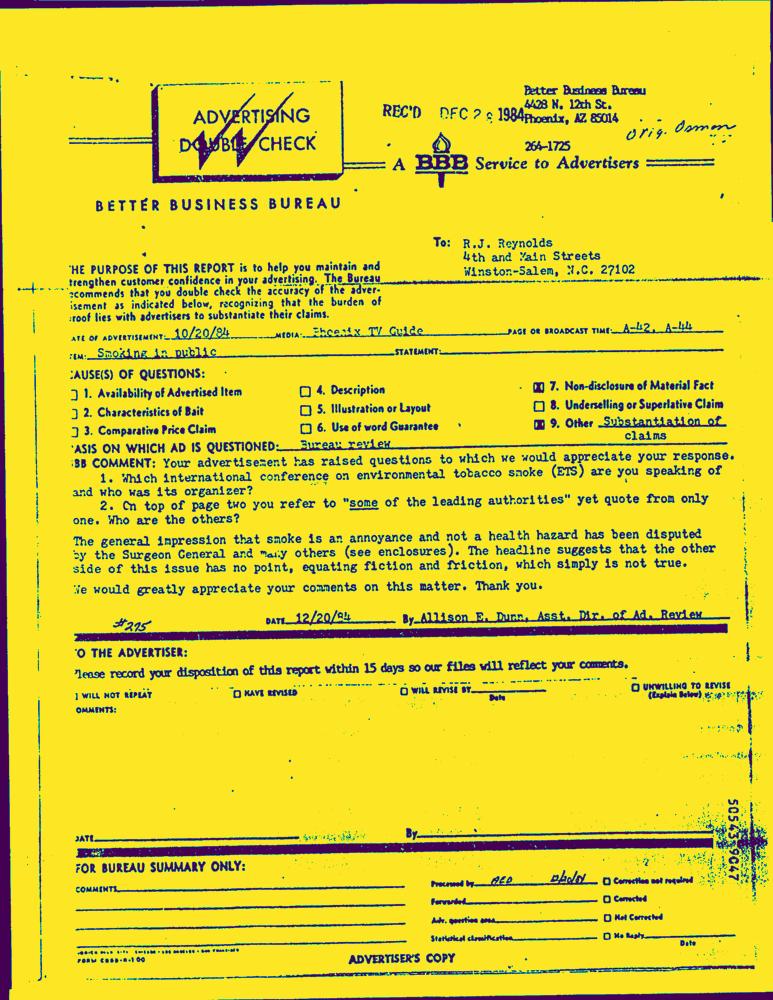 Better Business Bureau
4428 N. 12th St.
Phoenix, AZ 85014
REC'D DEC 1984
orig. Osmon
264-1725
ADVERTISING
DOUBLE CHECK
A BBB Service to Advertisers
BETTER BUSINESS BUREAU
To: R.J. Reynolds
4th and Main Streets
Winston-Salem, N.C. 27102
HE PURPOSE OF THIS REPORT is to help you maintain and
trengthen customer confidence in your advertising. The Bureau
ecommends that you double check the accuracy of the adver-
isement as indicated below, recognizing that the burden of
roof lies with advertisers to substantiate their claims.
ATE OF ADVERTISEMENT: 10/20/84 MEDIA: Phoenix TV Guide PAGE OR BROADCAST TIME: A-42, A-44
EM: Smoking in public STATEMENT:
AUSE(S) OF QUESTIONS:
1. Availability of Advertised Item
2. Characteristics of Bait
3. Comparative Price Claim
4. Description
5. Illustration or Layout
6. Use of word Guarantee
7. Non-disclosure of Material Fact
8. Underselling or Superlative Claim
9. Other Substantiation of
claims
ASIS ON WHICH AD IS QUESTIONED: Bureau review
BB COMMENT: Your advertisement has raised questions to which we would appreciate your response.
1. Which international conference on environmental tobacco smoke (ETS) are you speaking of
and who was its organizer?
2. On top of page two you refer to "some of the leading authorities" yet quote from only
one. Who are the others?
The general impression that smoke is an annoyance and not a health hazard has been disputed
by the Surgeon General and many others (see enclosures). The headline suggests that the other
side of this issue has no point, equating fiction and friction, which simply is not true.
We would greatly appreciate your comments on this matter. Thank you.
#295 DATE 12/20/84 By Allison E. Dunn, Asst. Dir. of Ad. Review
O THE ADVERTISER:
Please record your disposition of this report within 15 days so our files will reflect your comments.
I WILL NOT REPEAT HAVE REVISED WILL REVISE BY Date UNWILLING TO REVISE
(Explain Below)
OMMENTS:
DATE By
50543 9047
FOR BUREAU SUMMARY ONLY:
COMMENTS
Processed by AED
Forwarded
Adv. question area
Statistical classification
Correction not required
Corrected
Not Corrected
No Reply
Date
ADVERTISER'S COPY